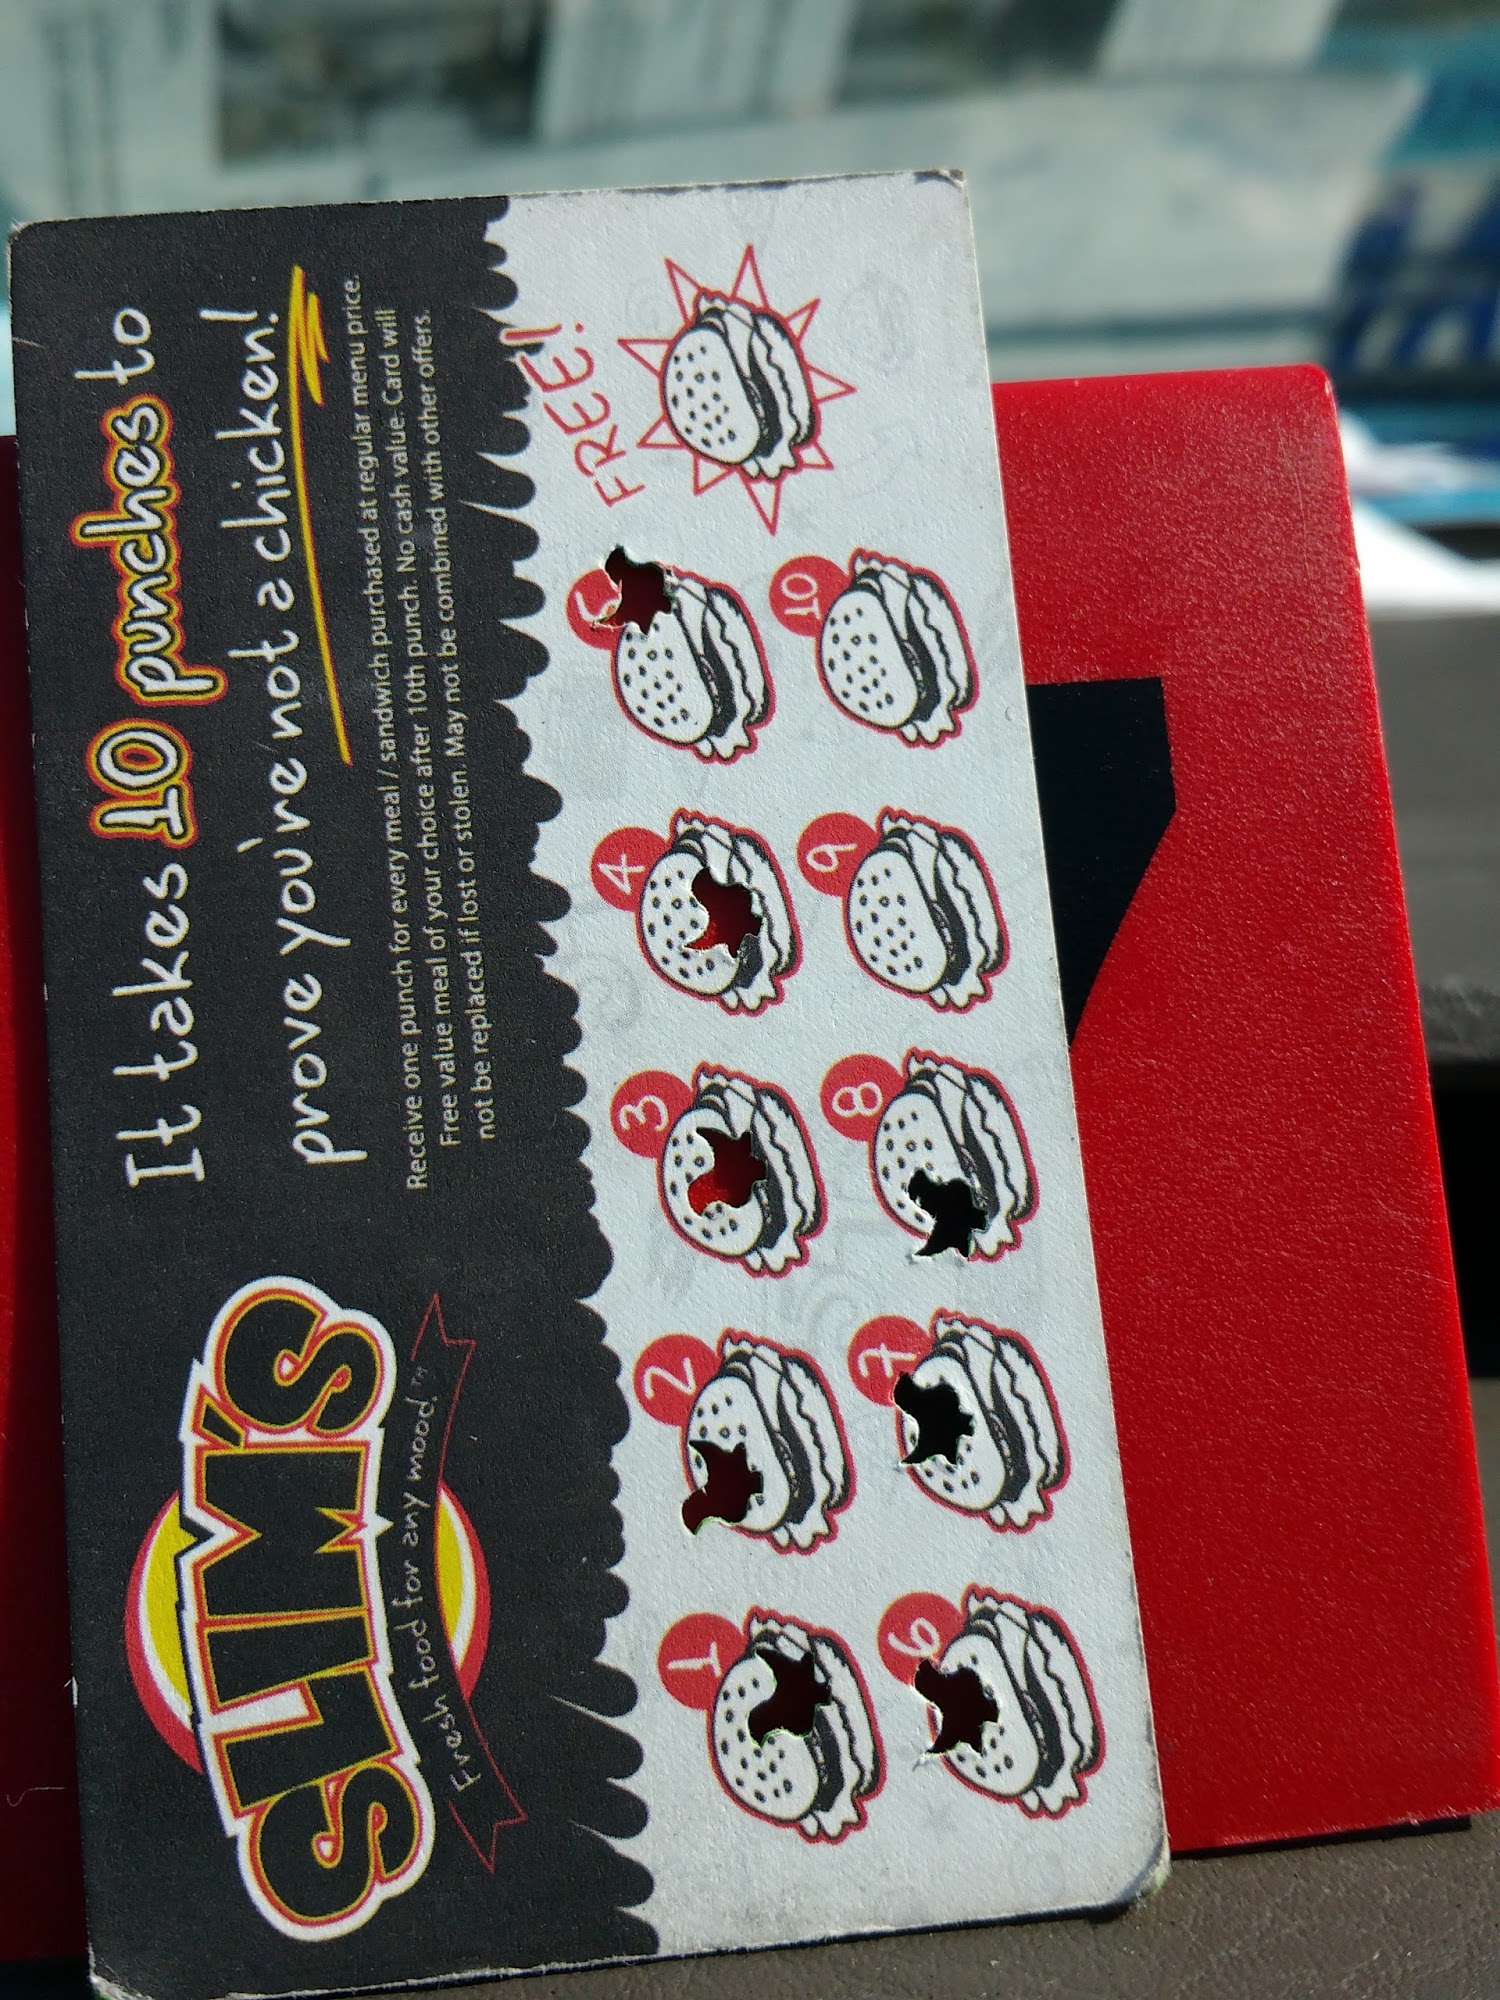 SLIM'S
Fresh food for any mood.™
It takes 10 punches to
prove you're not a chicken!
Receive one punch for every meal / sandwich purchased at regular menu price.
Free value meal of your choice after 10th punch. No cash value. Card will
not be replaced if lost or stolen. May not be combined with other offers.
1 2 3 4 5 FREE!
6 7 8 9 10